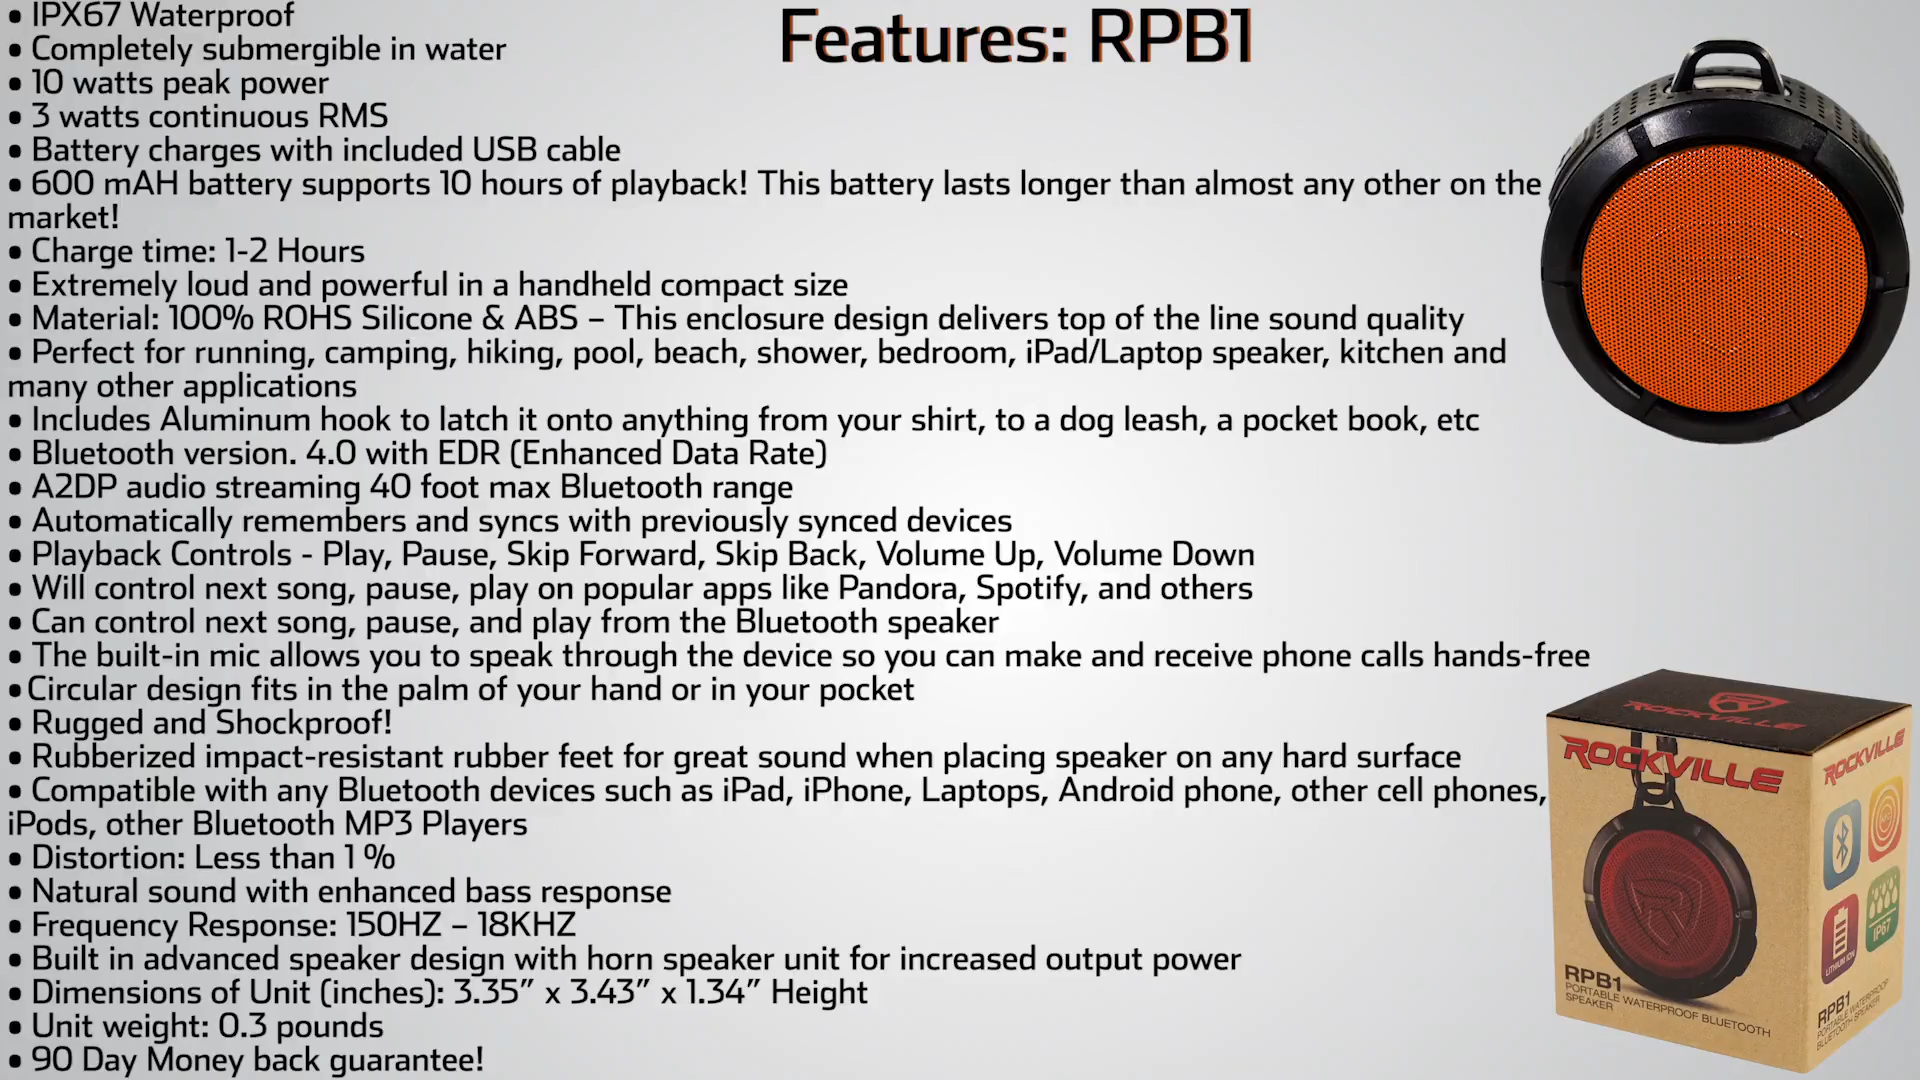 Features: RPB1
• IPX67 Waterproof
• Completely submergible in water
• 10 watts peak power
• 3 watts continuous RMS
• Battery charges with included USB cable
• 600 mAH battery supports 10 hours of playback! This battery lasts longer than almost any other on the
market!
• Charge time: 1-2 Hours
• Extremely loud and powerful in a handheld compact size
• Material: 100% ROHS Silicone & ABS – This enclosure design delivers top of the line sound quality
• Perfect for running, camping, hiking, pool, beach, shower, bedroom, iPad/Laptop speaker, kitchen and
many other applications
• Includes Aluminum hook to latch it onto anything from your shirt, to a dog leash, a pocket book, etc
• Bluetooth version. 4.0 with EDR (Enhanced Data Rate)
• A2DP audio streaming 40 foot max Bluetooth range
• Automatically remembers and syncs with previously synced devices
• Playback Controls - Play, Pause, Skip Forward, Skip Back, Volume Up, Volume Down
• Will control next song, pause, play on popular apps like Pandora, Spotify, and others
• Can control next song, pause, and play from the Bluetooth speaker
• The built-in mic allows you to speak through the device so you can make and receive phone calls hands-free
• Circular design fits in the palm of your hand or in your pocket
• Rugged and Shockproof!
• Rubberized impact-resistant rubber feet for great sound when placing speaker on any hard surface
• Compatible with any Bluetooth devices such as iPad, iPhone, Laptops, Android phone, other cell phones,
iPods, other Bluetooth MP3 Players
• Distortion: Less than 1 %
• Natural sound with enhanced bass response
• Frequency Response: 150HZ – 18KHZ
• Built in advanced speaker design with horn speaker unit for increased output power
• Dimensions of Unit (inches): 3.35” x 3.43” x 1.34” Height
• Unit weight: 0.3 pounds
• 90 Day Money back guarantee!
ROCKVILLE
ROCKVILLE
ROCKVILLE
LITHIUM ION
IP67
RPB1
PORTABLE WATERPROOF BLUETOOTH
SPEAKER
RPB1
PORTABLE WATERPROOF
BLUETOOTH SPEAKER